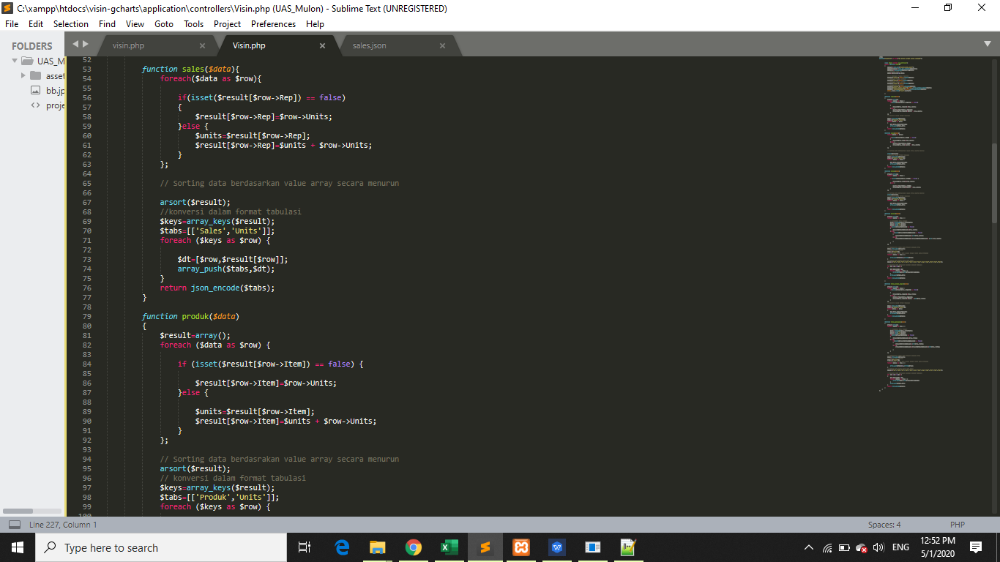 C:\xampp\htdocs\visin-gcharts\application\controllers\Visin.php (UAS_Mulon) - Sublime Text (UNREGISTERED)
File Edit Selection Find View Goto Tools Project Preferences Help
FOLDERS
UAS_M
asset
bb.jp
proje
visin.php × Visin.php × sales.json ×
52
53 function sales($data){
54 foreach($data as $row){
55
56 if(isset($result[$row->Rep]) == false)
57 {
58 $result[$row->Rep]=$row->Units;
59 }else {
60 $units=$result[$row->Rep];
61 $result[$row->Rep]=$units + $row->Units;
62 }
63 };
64
65 // Sorting data berdasarkan value array secara menurun
66
67 arsort($result);
68 //konversi dalam format tabulasi
69 $keys=array_keys($result);
70 $tabs=[['Sales','Units']];
71 foreach ($keys as $row) {
72
73 $dt=[$row,$result[$row]];
74 array_push($tabs,$dt);
75 }
76 return json_encode($tabs);
77 }
78
79 function produk($data)
80 {
81 $result=array();
82 foreach ($data as $row) {
83
84 if (isset($result[$row->Item]) == false) {
85
86 $result[$row->Item]=$row->Units;
87 }else {
88
89 $units=$result[$row->Item];
90 $result[$row->Item]=$units + $row->Units;
91 }
92 };
93
94 // Sorting data berdasrakan value array secara menurun
95 arsort($result);
96 // konversi dalam format tabulasi
97 $keys=array_keys($result);
98 $tabs=[['Produk','Units']];
99 foreach ($keys as $row) {
100
Line 227, Column 1 Spaces: 4 PHP
Type here to search
ENG
12:52 PM
5/1/2020